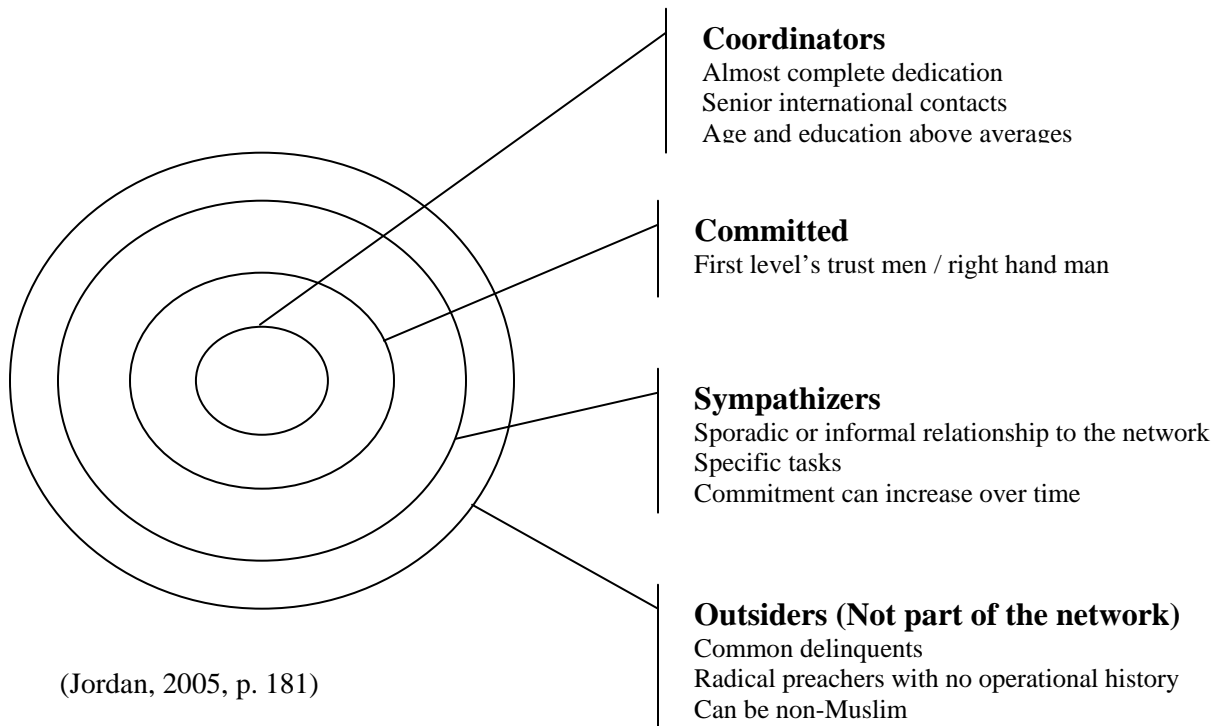 Coordinators
Almost complete dedication
Senior international contacts
Age and education above averages
Committed
First level’s trust men / right hand man
Sympathizers
Sporadic or informal relationship to the network
Specific tasks
Commitment can increase over time
Outsiders (Not part of the network)
Common delinquents
Radical preachers with no operational history
Can be non-Muslim
(Jordan, 2005, p. 181)